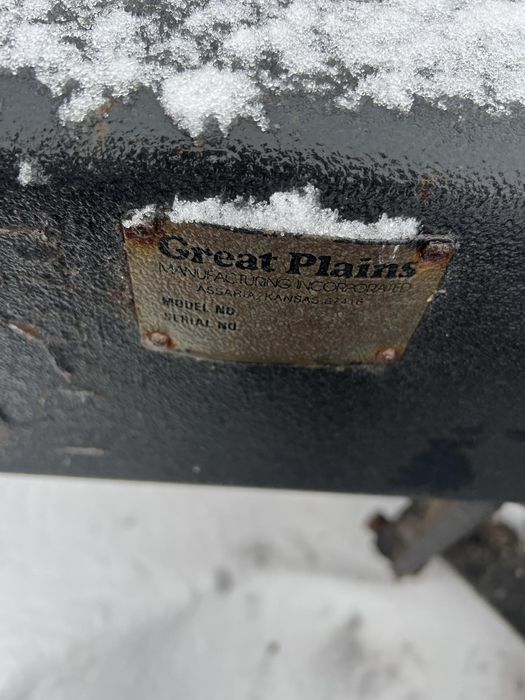 Great Plains
MANUFACTURING INCORPORATED
ASSARIA, KANSAS 67416
MODEL NO.
SERIAL NO.